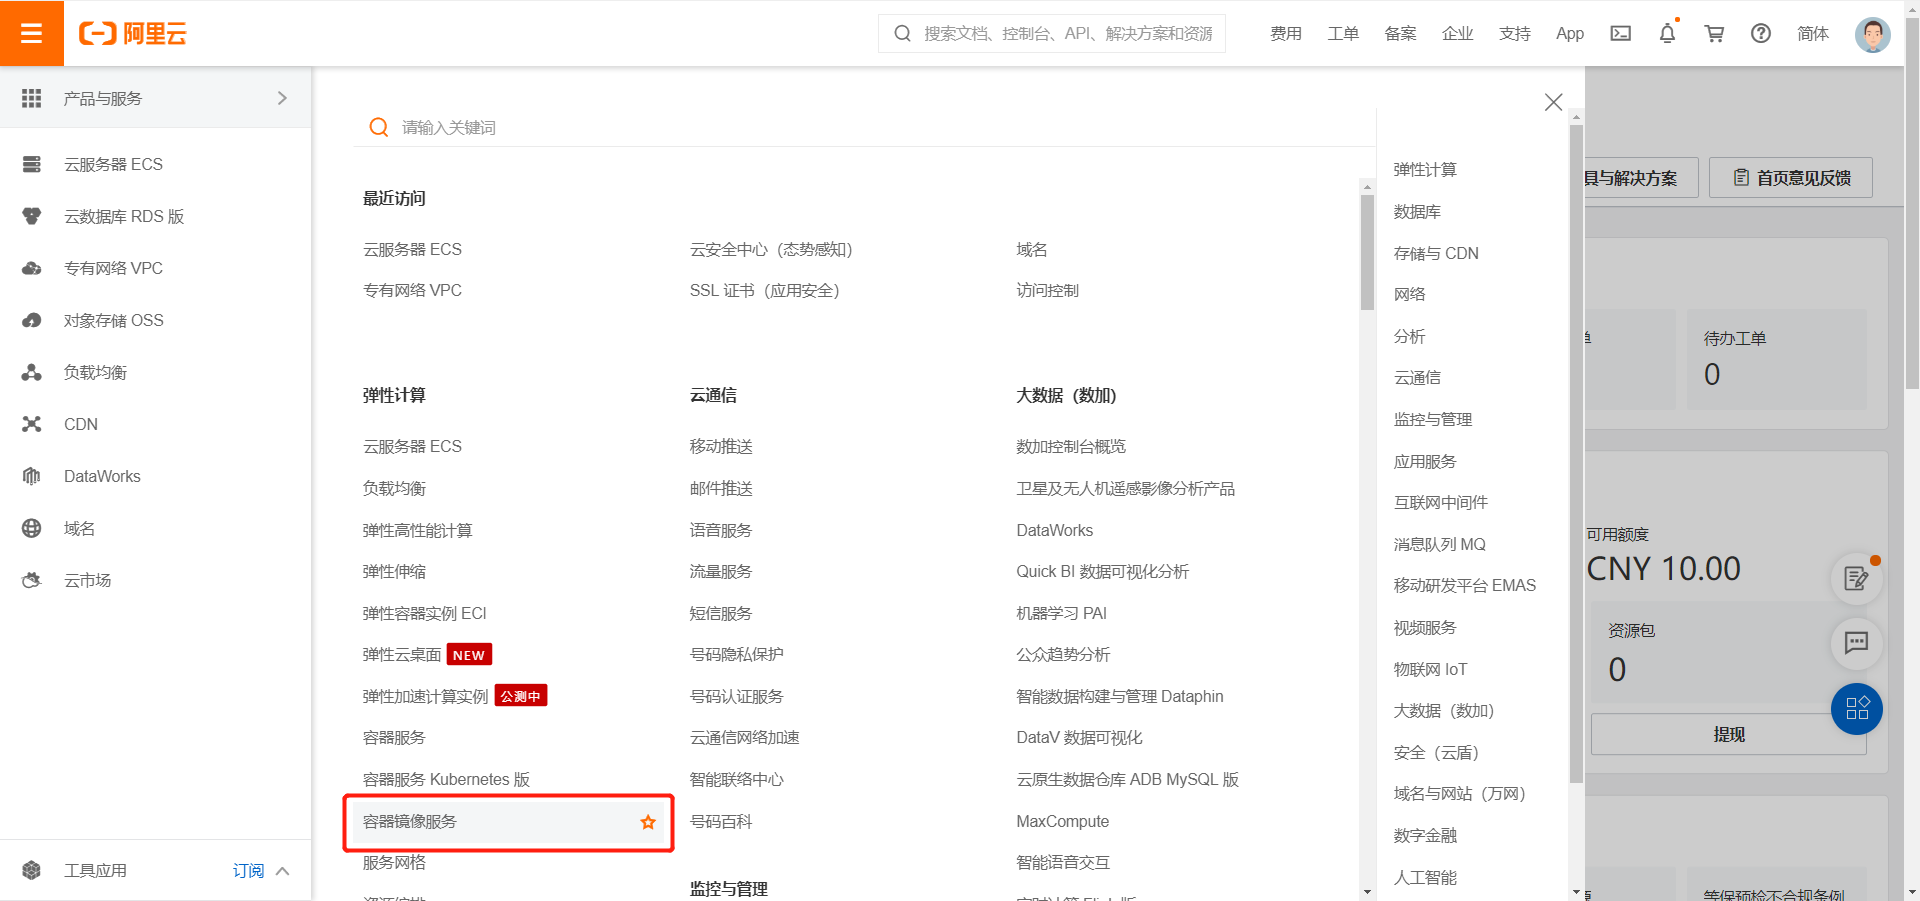 阿里云
搜索文档、控制台、API、解决方案和资源
费用
工单
备案
企业
支持
App
简体
产品与服务
云服务器 ECS
云数据库 RDS 版
专有网络 VPC
对象存储 OSS
负载均衡
CDN
DataWorks
域名
云市场
工具应用
订阅
请输入关键词
最近访问
云服务器 ECS
云安全中心（态势感知）
域名
专有网络 VPC
SSL 证书（应用安全）
访问控制
弹性计算
云服务器 ECS
负载均衡
弹性高性能计算
弹性伸缩
弹性容器实例 ECI
弹性云桌面 NEW
弹性加速计算实例 公测中
容器服务
容器服务 Kubernetes 版
容器镜像服务
服务网格
云通信
移动推送
邮件推送
语音服务
流量服务
短信服务
号码隐私保护
号码认证服务
云通信网络加速
智能联络中心
号码百科
监控与管理
大数据（数加）
数加控制台概览
卫星及无人机遥感影像分析产品
DataWorks
Quick BI 数据可视化分析
机器学习 PAI
公众趋势分析
智能数据构建与管理 Dataphin
DataV 数据可视化
云原生数据仓库 ADB MySQL 版
MaxCompute
智能语音交互
弹性计算
数据库
存储与 CDN
网络
分析
云通信
监控与管理
应用服务
互联网中间件
消息队列 MQ
移动研发平台 EMAS
视频服务
物联网 IoT
大数据（数加）
安全（云盾）
域名与网站（万网）
数字金融
人工智能
具与解决方案
首页意见反馈
待办工单
0
可用额度
CNY 10.00
资源包
0
提现
等保预检不合规条例